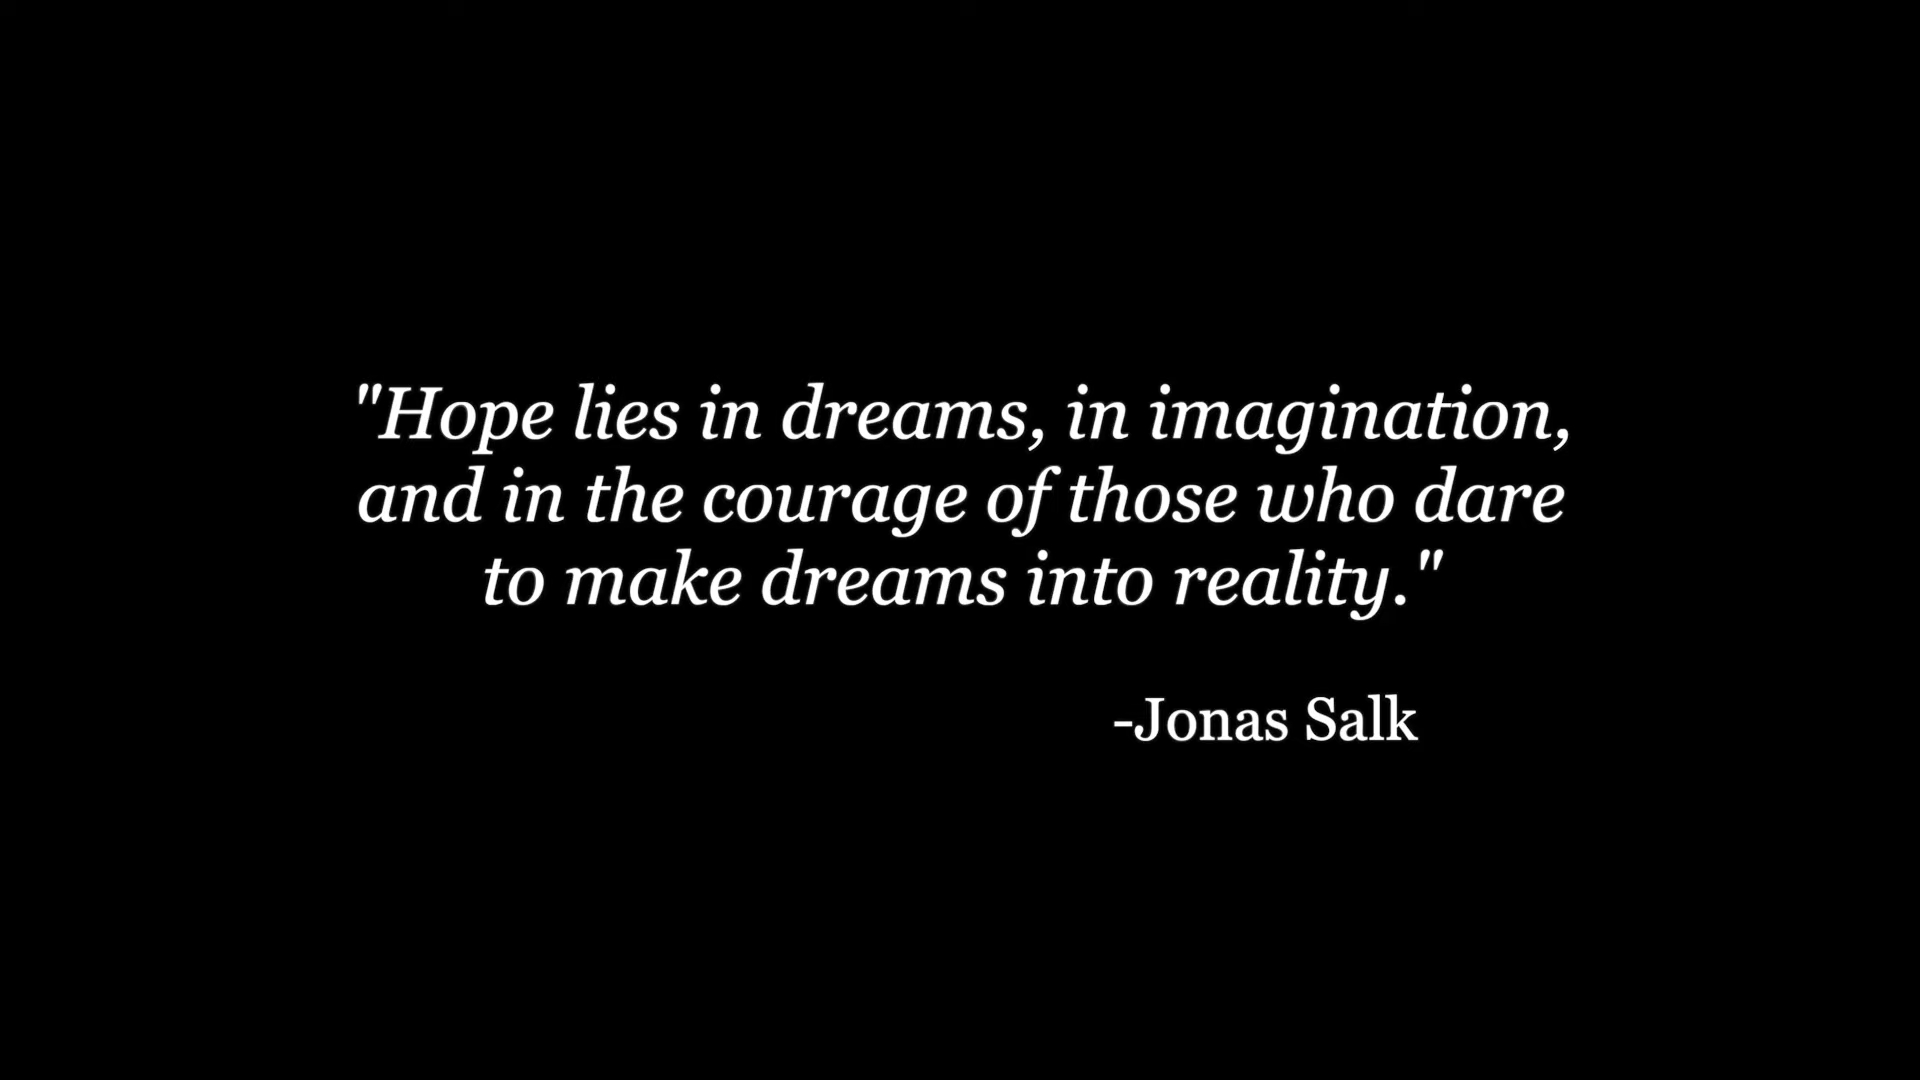 "Hope lies in dreams, in imagination,
and in the courage of those who dare
to make dreams into reality."
-Jonas Salk